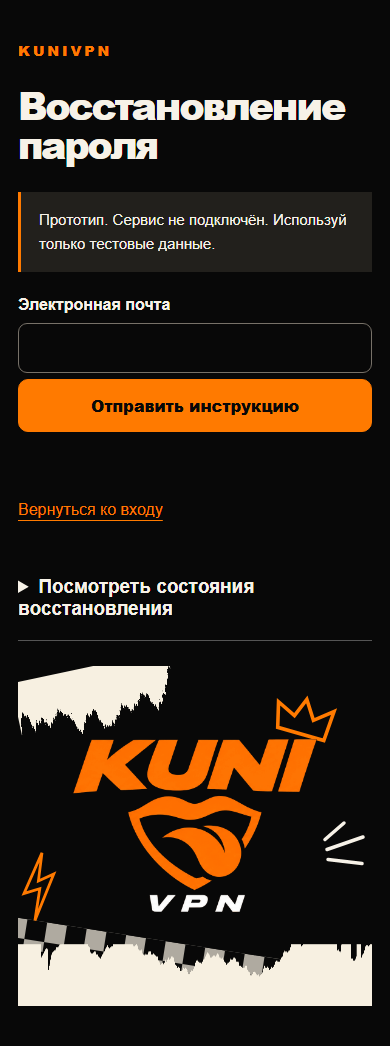 KUNIVPN
Восстановление
пароля
Прототип. Сервис не подключён. Используй
только тестовые данные.
Электронная почта
Отправить инструкцию
Вернуться ко входу
Посмотреть состояния
восстановления
KUNI
VPN